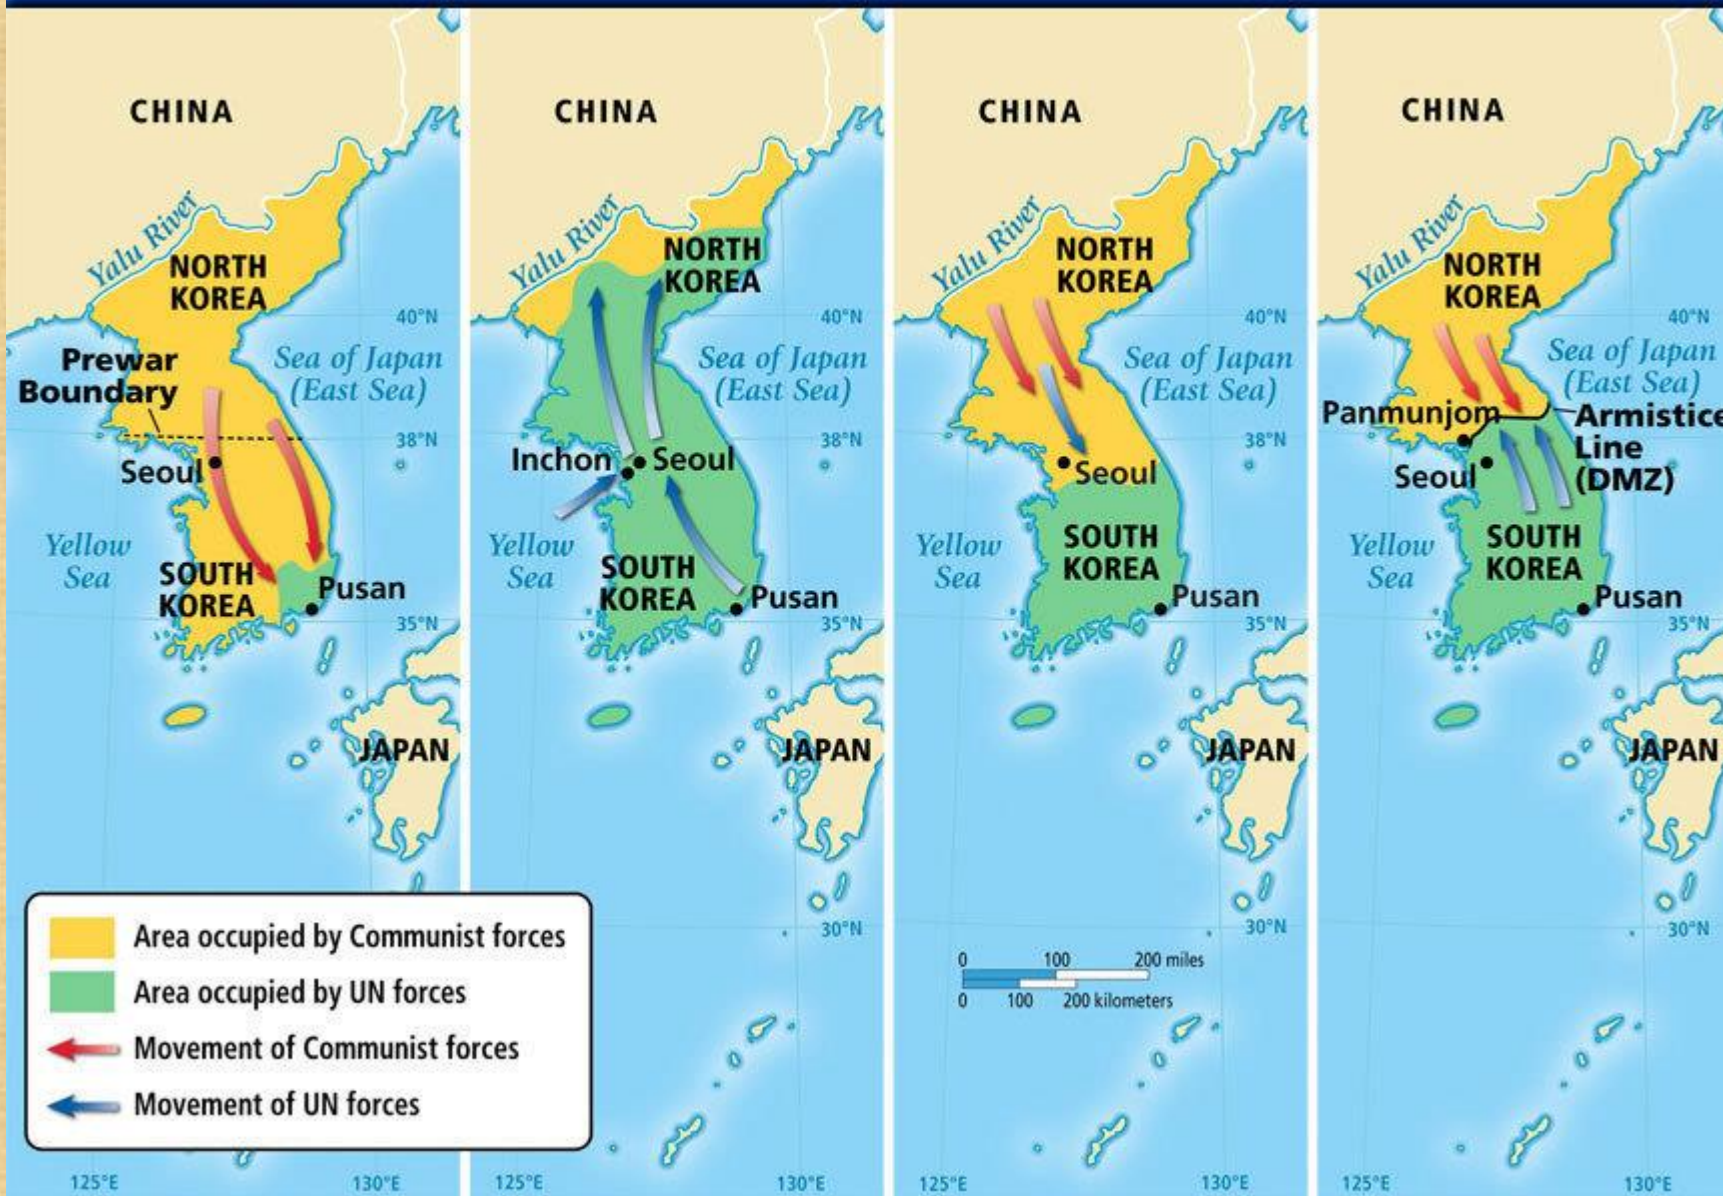 CHINA
Yalu River
NORTH
KOREA
40°N
Prewar
Boundary
Sea of Japan
(East Sea)
38°N
Seoul
Yellow
Sea
SOUTH
KOREA
Pusan
35°N
JAPAN
125°E
130°E
CHINA
Yalu River
NORTH
KOREA
40°N
Sea of Japan
(East Sea)
38°N
Inchon
Seoul
Yellow
Sea
SOUTH
KOREA
Pusan
35°N
JAPAN
30°N
125°E
130°E
CHINA
Yalu River
NORTH
KOREA
40°N
Sea of Japan
(East Sea)
38°N
Seoul
Yellow
Sea
SOUTH
KOREA
Pusan
35°N
JAPAN
30°N
0 100 200 miles
0 100 200 kilometers
125°E
130°E
CHINA
Yalu River
NORTH
KOREA
40°N
Sea of Japan
(East Sea)
Panmunjom
Armistice
Line
(DMZ)
Seoul
Yellow
Sea
SOUTH
KOREA
Pusan
35°N
JAPAN
30°N
125°E
130°E
Area occupied by Communist forces
Area occupied by UN forces
Movement of Communist forces
Movement of UN forces